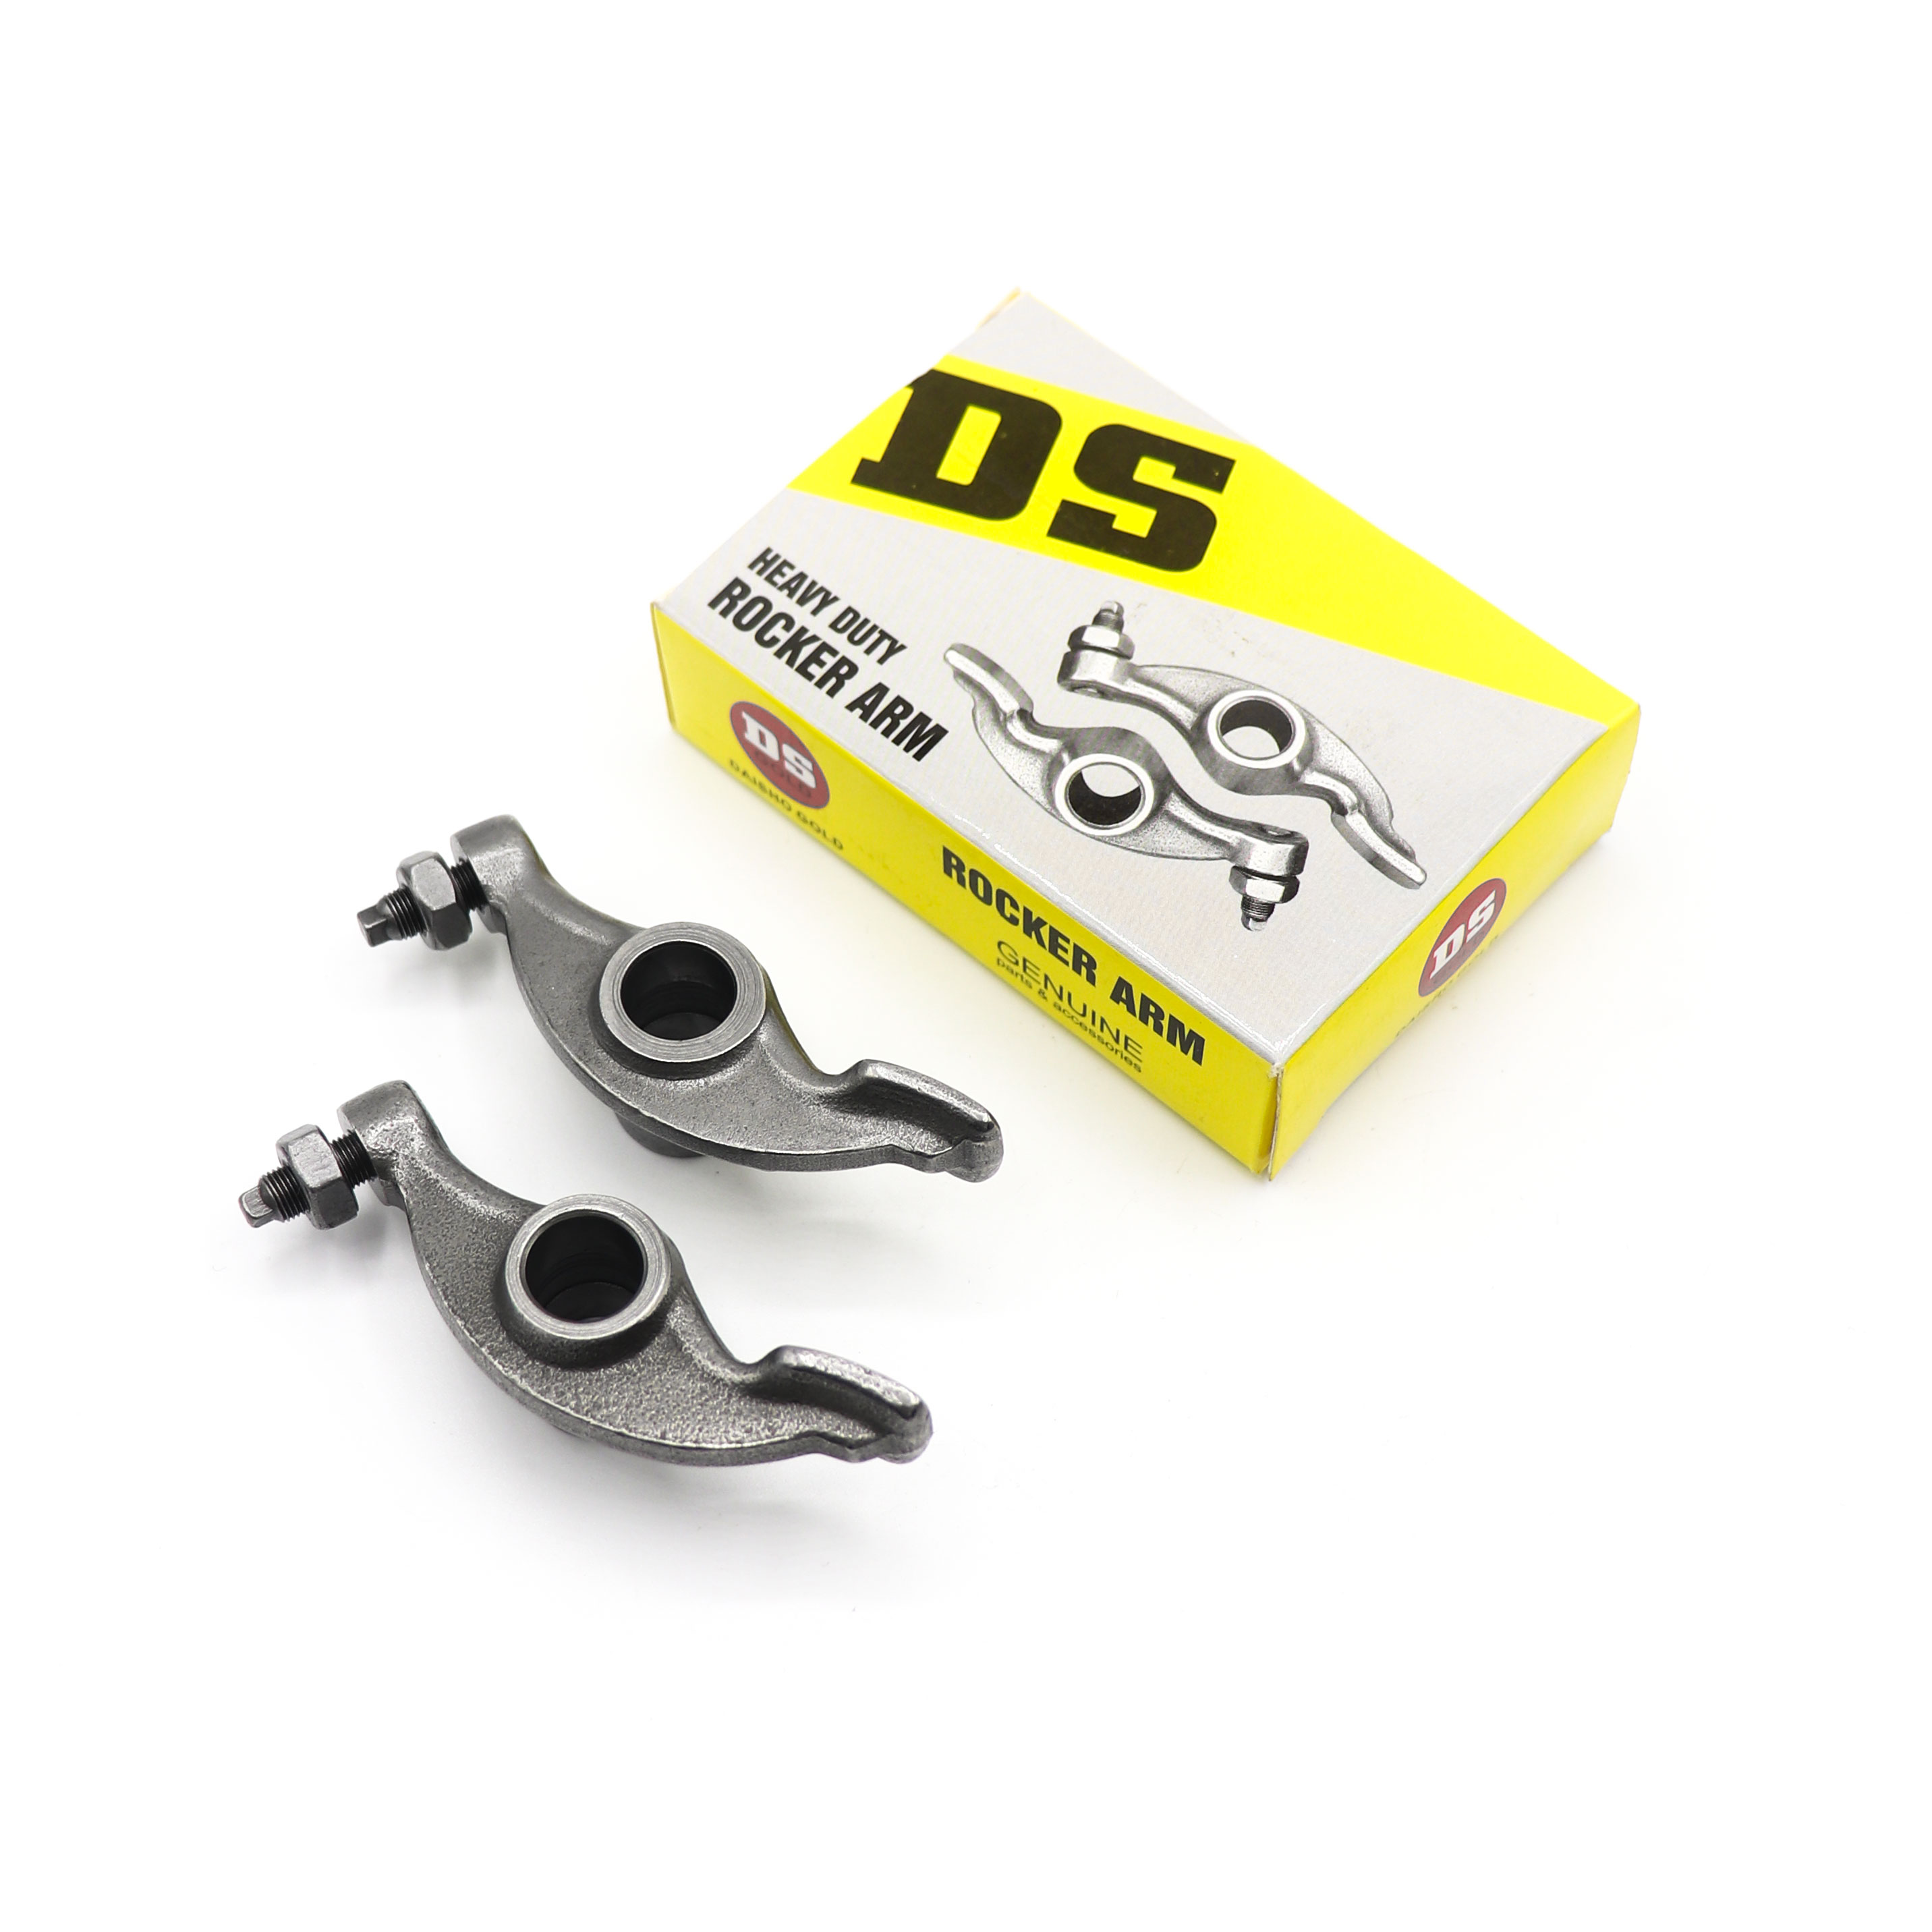 DS
HEAVY DUTY
ROCKER ARM
DS
GOLD
DAISHO GOLD
ROCKER ARM
GENUINE
parts & accessories
DS